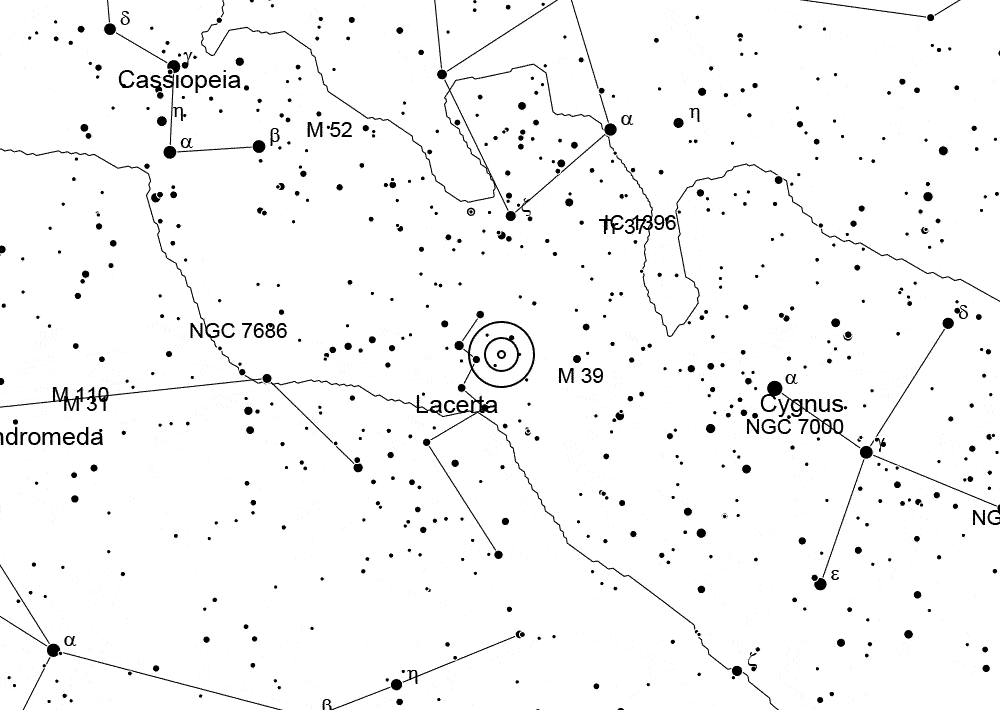 δ
γ
Cassiopeia
η
α
β
M 52
α
η
ζ
IC 1396
Tr 37
NGC 7686
δ
M 39
α
M 110
M 31
Lacerta
Cygnus
NGC 7000
ndromeda
γ
NG
ε
α
ζ
η
β